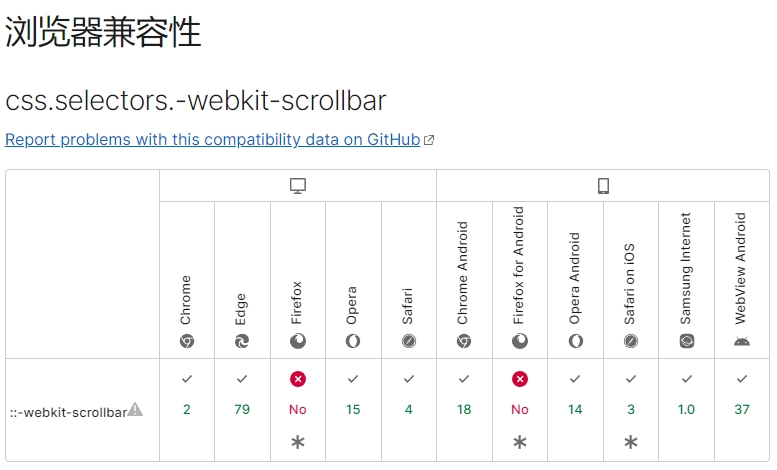 浏览器兼容性
css.selectors.-webkit-scrollbar
Report problems with this compatibility data on GitHub
Chrome
Edge
Firefox
Opera
Safari
Chrome Android
Firefox for Android
Opera Android
Safari on iOS
Samsung Internet
WebView Android
::-webkit-scrollbar
2
79
No
15
4
18
No
14
3
1.0
37
*
*
*